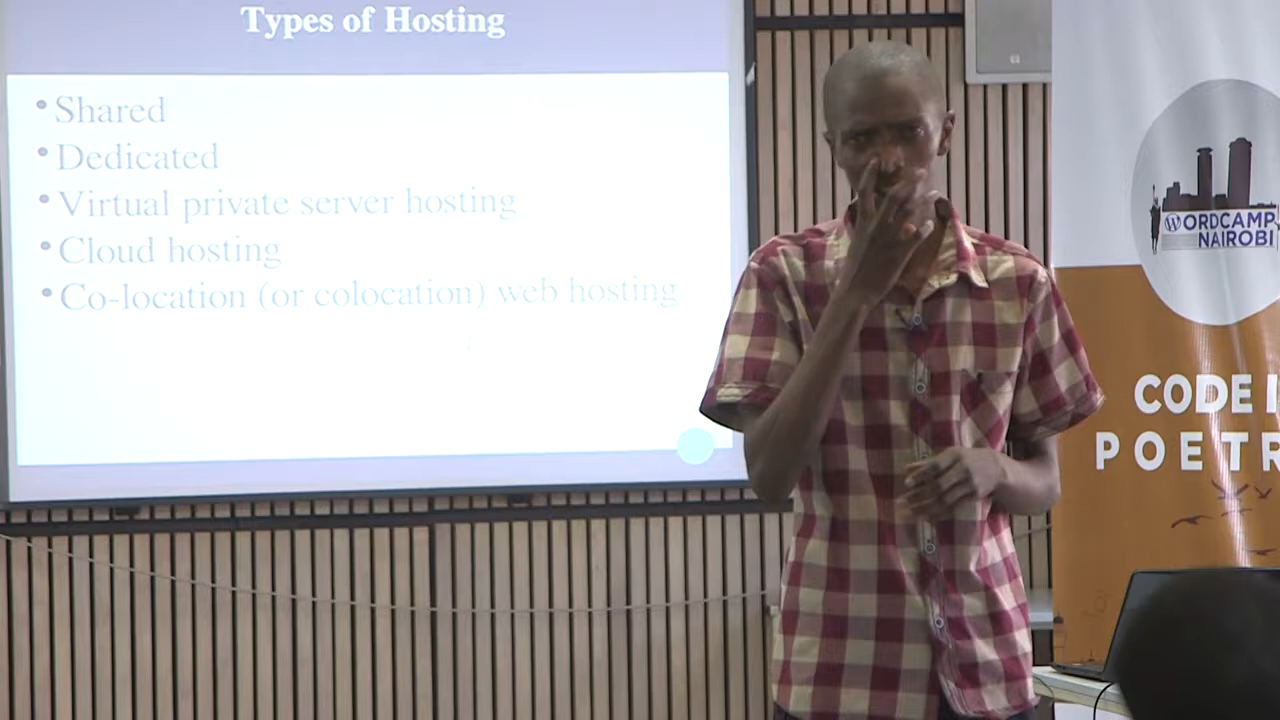 Types of Hosting
• Shared
• Dedicated
• Virtual private server hosting
• Cloud hosting
• Co-location (or colocation) web hosting
WORDCAMP
NAIROBI
CODE
POETR